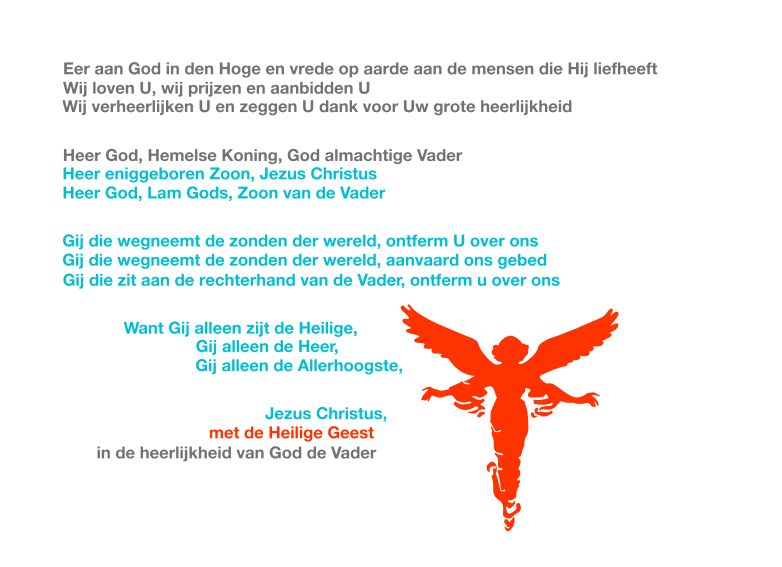 Eer aan God in den Hoge en vrede op aarde aan de mensen die Hij liefheeft
Wij loven U, wij prijzen en aanbidden U
Wij verheerlijken U en zeggen U dank voor Uw grote heerlijkheid
Heer God, Hemelse Koning, God almachtige Vader
Heer eniggeboren Zoon, Jezus Christus
Heer God, Lam Gods, Zoon van de Vader
Gij die wegneemt de zonden der wereld, ontferm U over ons
Gij die wegneemt de zonden der wereld, aanvaard ons gebed
Gij die zit aan de rechterhand van de Vader, ontferm u over ons
Want Gij alleen zijt de Heilige,
Gij alleen de Heer,
Gij alleen de Allerhoogste,
Jezus Christus,
met de Heilige Geest
in de heerlijkheid van God de Vader